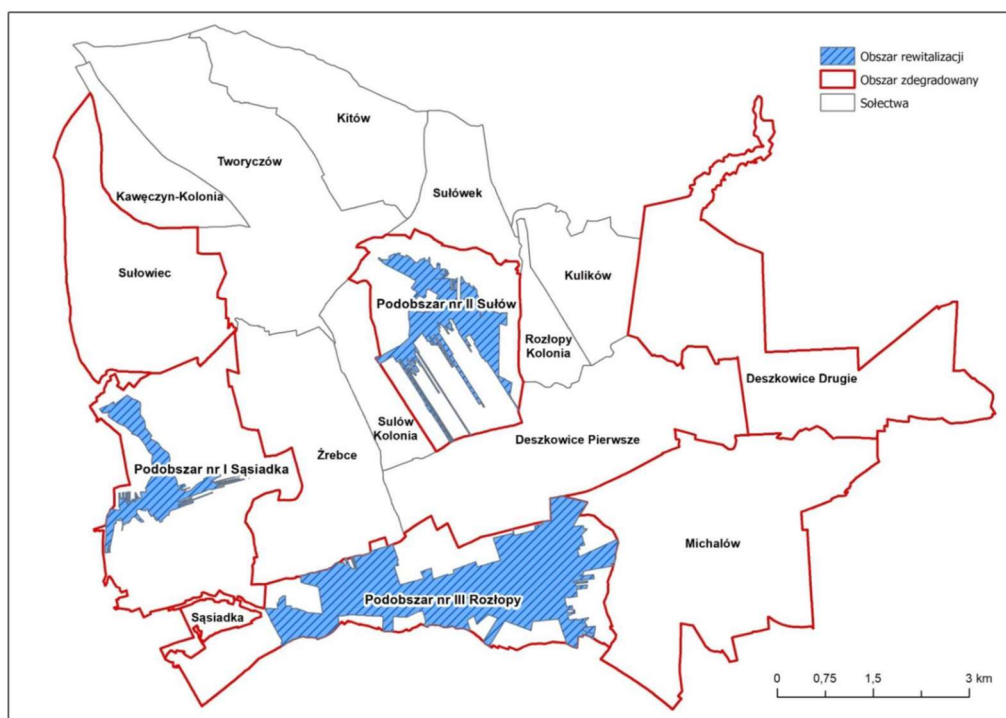 Obszar rewitalizacji
Obszar zdegradowany
Sołectwa
Kitów
Tworyczów
Sułówek
Kawęczyn-Kolonia
Sułowiec
Kulików
Podobszar nr II Sułów
Rozłopy
Kolonia
Deszkowice Drugie
Sułów
Kolonia
Deszkowice Pierwsze
Żrebce
Podobszar nr I Sąsiadka
Michalów
Podobszar nr III Rozłopy
Sąsiadka
0 0,75 1,5 3 km